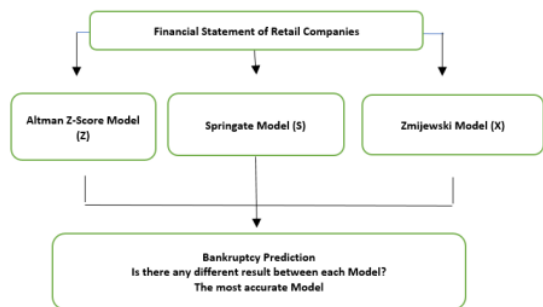 Financial Statement of Retail Companies
Altman Z-Score Model
(Z)
Springate Model (S)
Zmijewski Model (X)
Bankruptcy Prediction
Is there any different result between each Model?
The most accurate Model